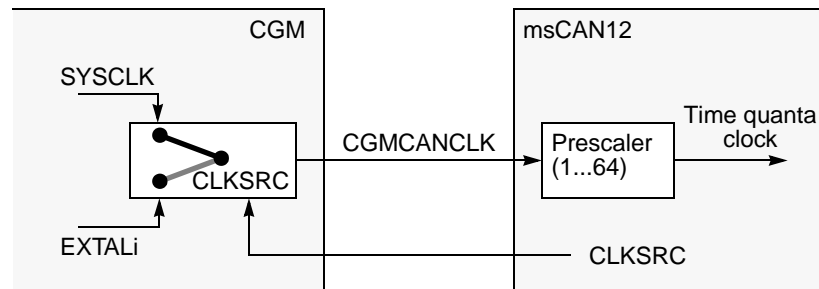 CGM
msCAN12
SYSCLK
CGMCANCLK
Prescaler
(1...64)
Time quanta
clock
CLKSRC
EXTALi
CLKSRC